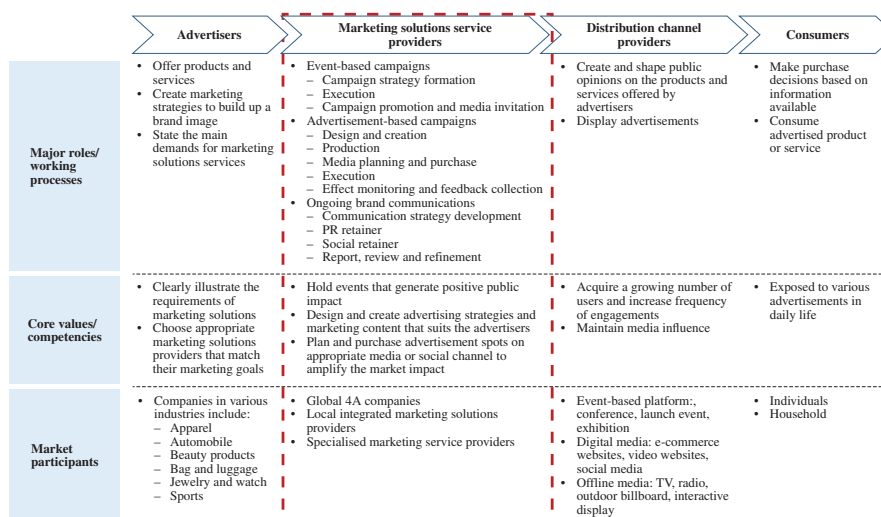 Advertisers
Marketing solutions service
providers
Distribution channel
providers
Consumers
Major roles/
working
processes
• Offer products and
services
• Create marketing
strategies to build up a
brand image
• State the main
demands for marketing
solutions services
• Event-based campaigns
– Campaign strategy formation
– Execution
– Campaign promotion and media invitation
• Advertisement-based campaigns
– Design and creation
– Production
– Media planning and purchase
– Execution
– Effect monitoring and feedback collection
• Ongoing brand communications
– Communication strategy development
– PR retainer
– Social retainer
– Report, review and refinement
• Create and shape public
opinions on the products and
services offered by
advertisers
• Display advertisements
• Make purchase
decisions based on
information
available
• Consume
advertised product
or service
Core values/
competencies
• Clearly illustrate the
requirements of
marketing solutions
• Choose appropriate
marketing solutions
providers that match
their marketing goals
• Hold events that generate positive public
impact
• Design and create advertising strategies and
marketing content that suits the advertisers
• Plan and purchase advertisement spots on
appropriate media or social channel to
amplify the market impact
• Acquire a growing number of
users and increase frequency
of engagements
• Maintain media influence
• Exposed to various
advertisements in
daily life
Market
participants
• Companies in various
industries include:
– Apparel
– Automobile
– Beauty products
– Bag and luggage
– Jewelry and watch
– Sports
• Global 4A companies
• Local integrated marketing solutions
providers
• Specialised marketing service providers
• Event-based platform:,
conference, launch event,
exhibition
• Digital media: e-commerce
websites, video websites,
social media
• Offline media: TV, radio,
outdoor billboard, interactive
display
• Individuals
• Household